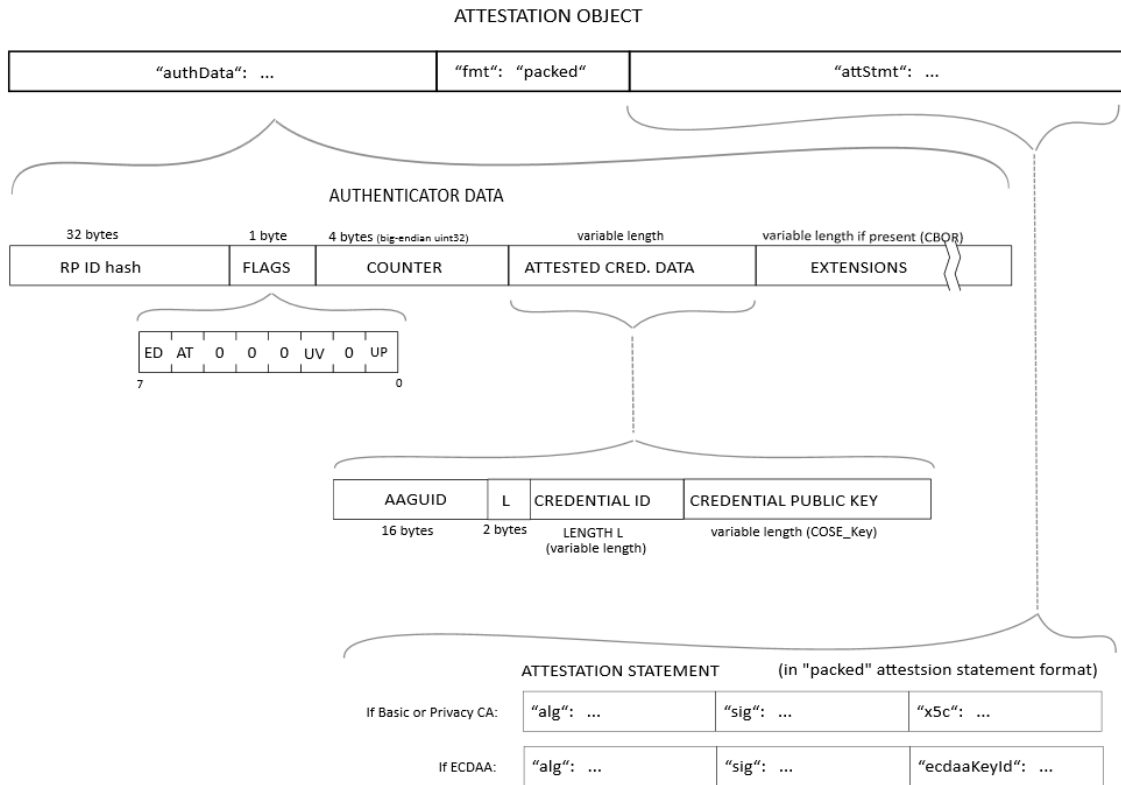 ATTESTATION OBJECT
“authData“: ... “fmt“: “packed“ “attStmt“: ...
AUTHENTICATOR DATA
32 bytes 1 byte 4 bytes (big-endian uint32) variable length variable length if present (CBOR)
RP ID hash FLAGS COUNTER ATTESTED CRED. DATA EXTENSIONS
ED AT 0 0 0 UV 0 UP
7 0
AAGUID L CREDENTIAL ID CREDENTIAL PUBLIC KEY
16 bytes 2 bytes LENGTH L variable length (COSE_Key)
(variable length)
ATTESTATION STATEMENT (in "packed" attestsion statement format)
If Basic or Privacy CA: “alg“: ... “sig“: ... “x5c“: ...
If ECDAA: “alg“: ... “sig“: ... “ecdaaKeyId“: ...